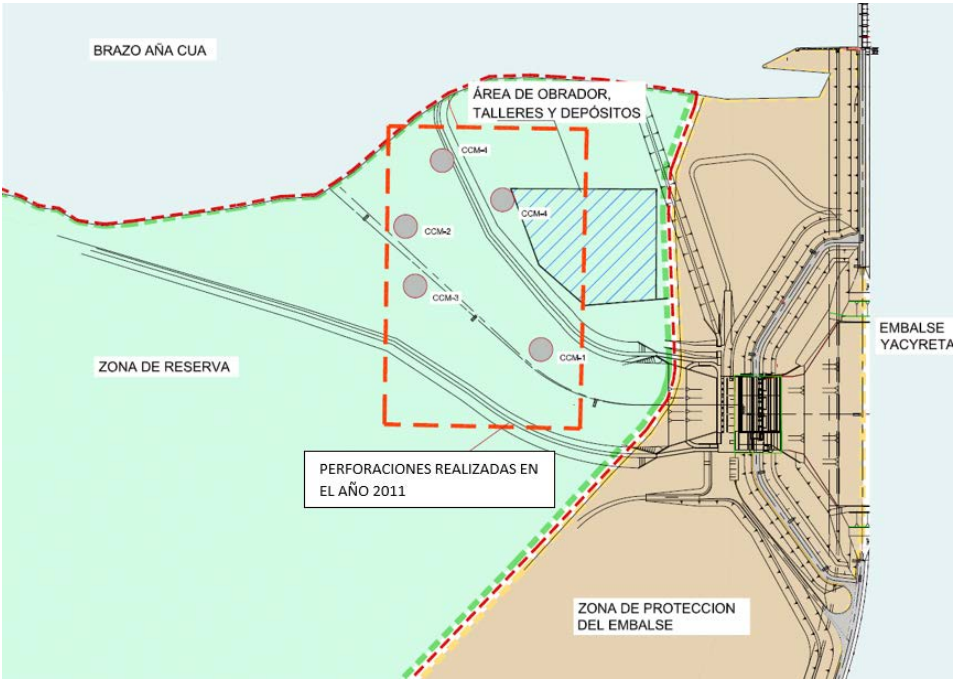 BRAZO AÑA CUA
ÁREA DE OBRADOR,
TALLERES Y DEPÓSITOS
CCM-4
CCM-4
CCM-2
CCM-3
CCM-1
EMBALSE
YACYRETA
ZONA DE RESERVA
PERFORACIONES REALIZADAS EN
EL AÑO 2011
ZONA DE PROTECCION
DEL EMBALSE